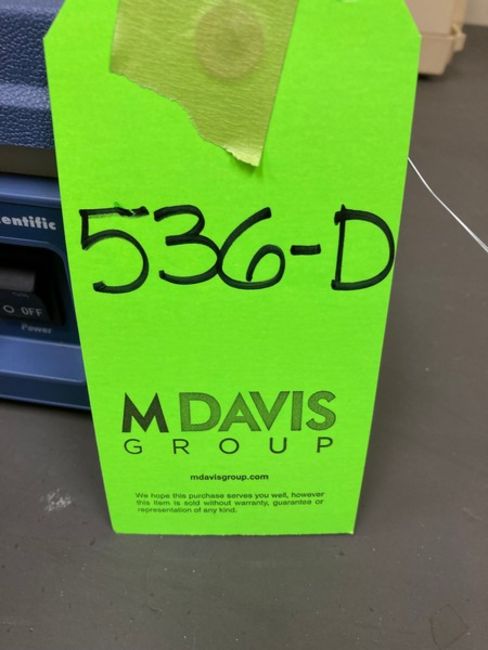 entific
O OFF
Power
536-D
M DAVIS
GROUP
mdavisgroup.com
We hope this purchase serves you well, however
this item is sold without warranty, guarantee or
representation of any kind.